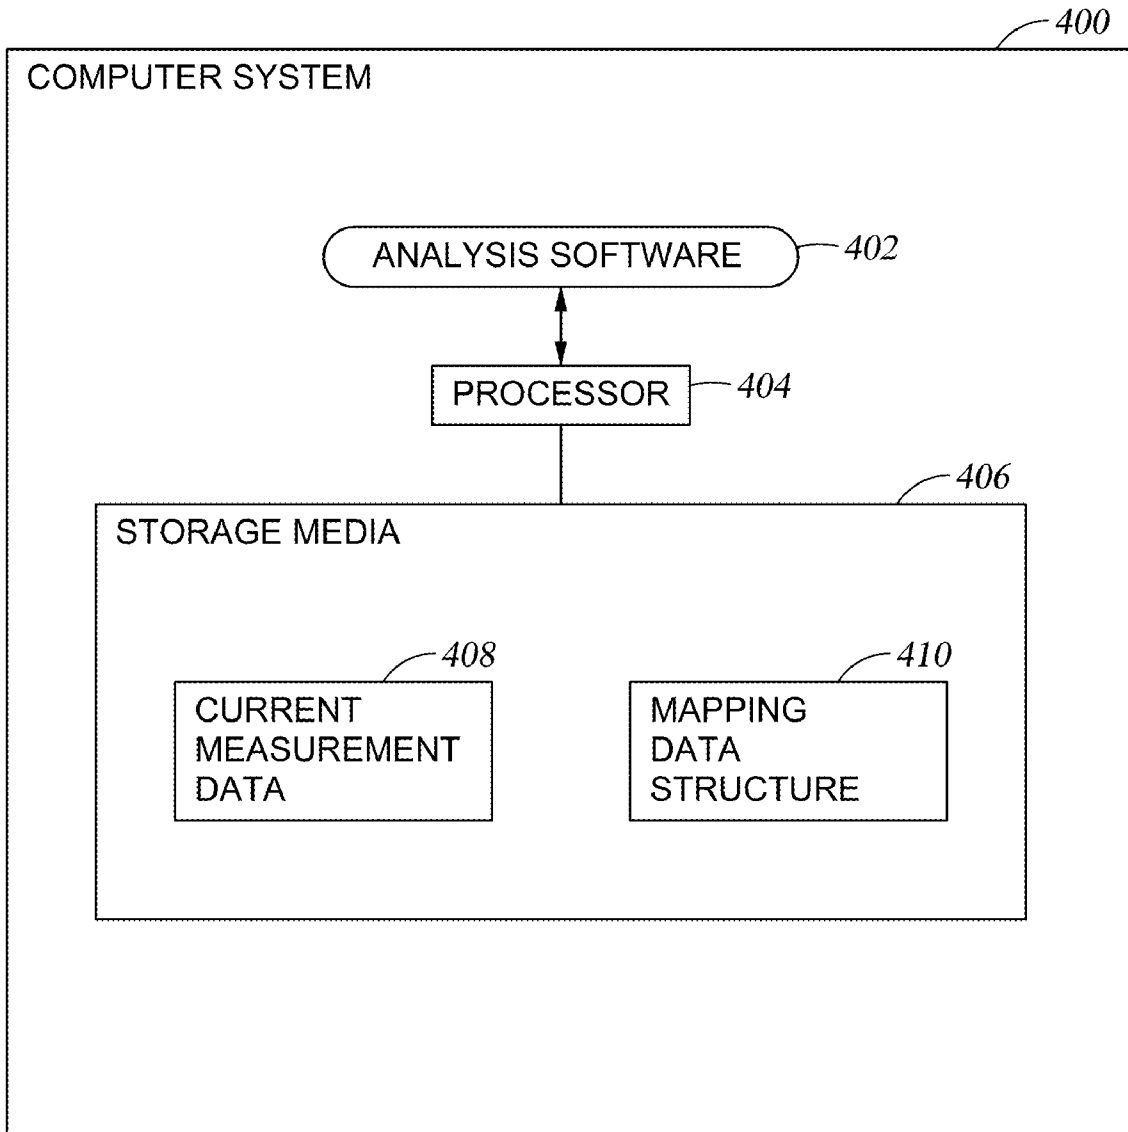 400
COMPUTER SYSTEM
ANALYSIS SOFTWARE
402
PROCESSOR
404
406
STORAGE MEDIA
408
CURRENT
MEASUREMENT
DATA
410
MAPPING
DATA
STRUCTURE